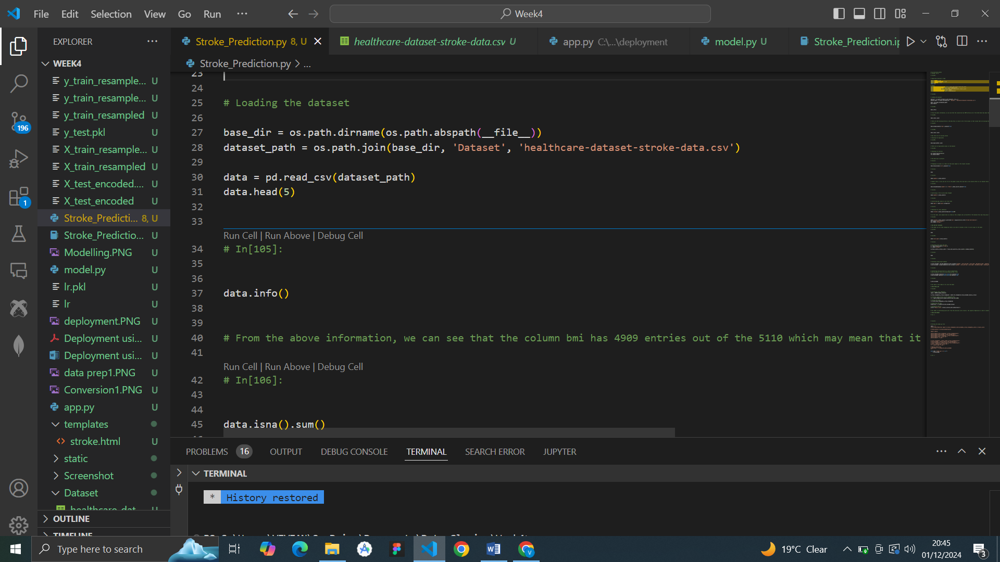 File Edit Selection View Go Run ··· Week4
EXPLORER ···
WEEK4
y_train_resample... U
y_train_resample... U
y_train_resampled U
y_test.pkl U
X_train_resample... U
X_train_resampled U
X_test_encoded.... U
X_test_encoded U
Stroke_Predicti... 8, U
Stroke_Predictio... U
Modelling.PNG U
model.py U
lr.pkl U
lr U
deployment.PNG U
Deployment usi... U
Deployment usi... U
data prep1.PNG U
Conversion1.PNG U
app.py U
templates
stroke.html U
static
Screenshot
Dataset
healthcare-dat... U
OUTLINE
TIMELINE
196
1
Stroke_Prediction.py 8, U healthcare-dataset-stroke-data.csv U app.py C:\...\deployment model.py U Stroke_Prediction.ip
Stroke_Prediction.py > ...
23
24
25 # Loading the dataset
26
27 base_dir = os.path.dirname(os.path.abspath(__file__))
28 dataset_path = os.path.join(base_dir, 'Dataset', 'healthcare-dataset-stroke-data.csv')
29
30 data = pd.read_csv(dataset_path)
31 data.head(5)
32
33
Run Cell | Run Above | Debug Cell
34 # In[105]:
35
36
37 data.info()
38
39
40 # From the above information, we can see that the column bmi has 4909 entries out of the 5110 which may mean that it
41
Run Cell | Run Above | Debug Cell
42 # In[106]:
43
44
45 data.isna().sum()
PROBLEMS 16 OUTPUT DEBUG CONSOLE TERMINAL SEARCH ERROR JUPYTER
TERMINAL
* History restored
Type here to search
19°C Clear
20:45
01/12/2024
3